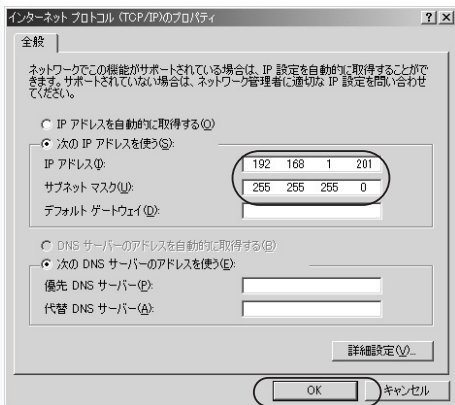 インターネット プロトコル (TCP/IP)のプロパティ
全般
ネットワークでこの機能がサポートされている場合は、IP 設定を自動的に取得することがで
きます。サポートされていない場合は、ネットワーク管理者に適切な IP 設定を問い合わせ
てください。
IP アドレスを自動的に取得する(O)
次の IP アドレスを使う(S):
IP アドレス(I): 192 168 1 201
サブネット マスク(U): 255 255 255 0
デフォルト ゲートウェイ(D):
DNS サーバーのアドレスを自動的に取得する(B)
次の DNS サーバーのアドレスを使う(E):
優先 DNS サーバー(P):
代替 DNS サーバー(A):
詳細設定(V)...
OK キャンセル